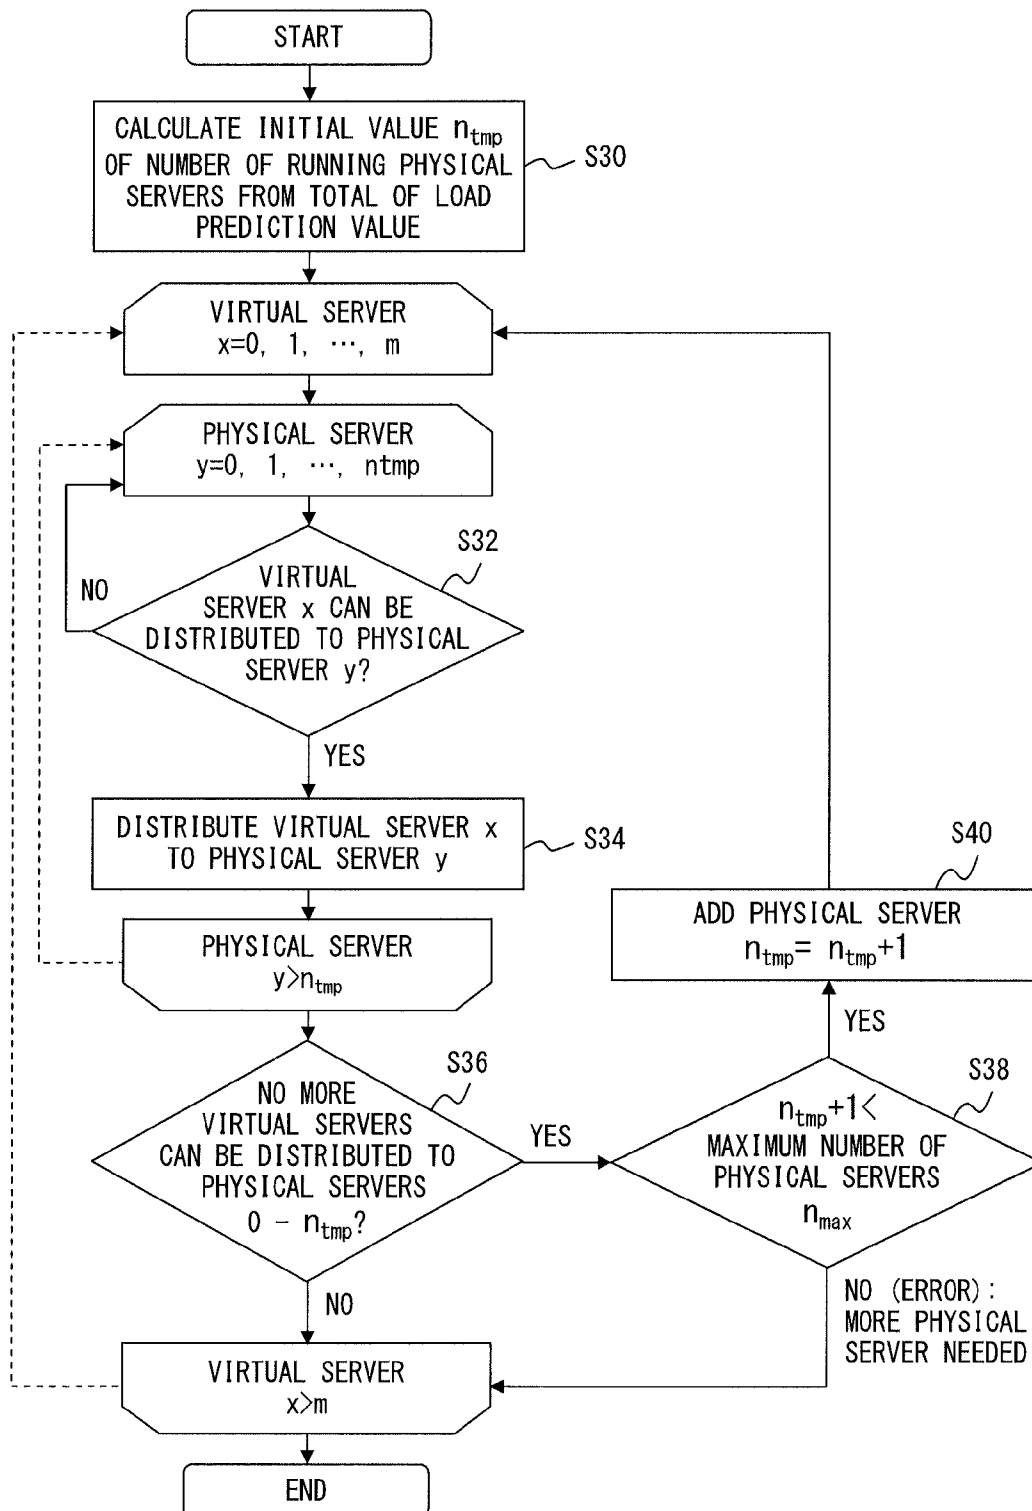 START
CALCULATE INITIAL VALUE n_tmp
OF NUMBER OF RUNNING PHYSICAL
SERVERS FROM TOTAL OF LOAD
PREDICTION VALUE
S30
VIRTUAL SERVER
x=0, 1, ⋯, m
PHYSICAL SERVER
y=0, 1, ⋯, ntmp
S32
NO
VIRTUAL
SERVER x CAN BE
DISTRIBUTED TO PHYSICAL
SERVER y?
YES
DISTRIBUTE VIRTUAL SERVER x
TO PHYSICAL SERVER y
S34
PHYSICAL SERVER
y>n_tmp
S36
NO MORE
VIRTUAL SERVERS
CAN BE DISTRIBUTED TO
PHYSICAL SERVERS
0 - n_tmp?
YES
NO
S40
ADD PHYSICAL SERVER
n_tmp= n_tmp+1
YES
S38
n_tmp+1<
MAXIMUM NUMBER OF
PHYSICAL SERVERS
n_max
NO (ERROR):
MORE PHYSICAL
SERVER NEEDED
VIRTUAL SERVER
x>m
END